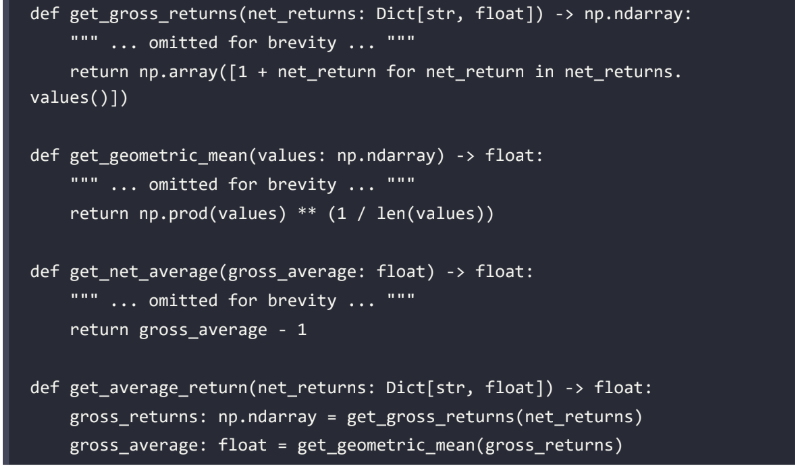 def get_gross_returns(net_returns: Dict[str, float]) -> np.ndarray:
    """ ... omitted for brevity ... """
    return np.array([1 + net_return for net_return in net_returns.
values()])

def get_geometric_mean(values: np.ndarray) -> float:
    """ ... omitted for brevity ... """
    return np.prod(values) ** (1 / len(values))

def get_net_average(gross_average: float) -> float:
    """ ... omitted for brevity ... """
    return gross_average - 1

def get_average_return(net_returns: Dict[str, float]) -> float:
    gross_returns: np.ndarray = get_gross_returns(net_returns)
    gross_average: float = get_geometric_mean(gross_returns)